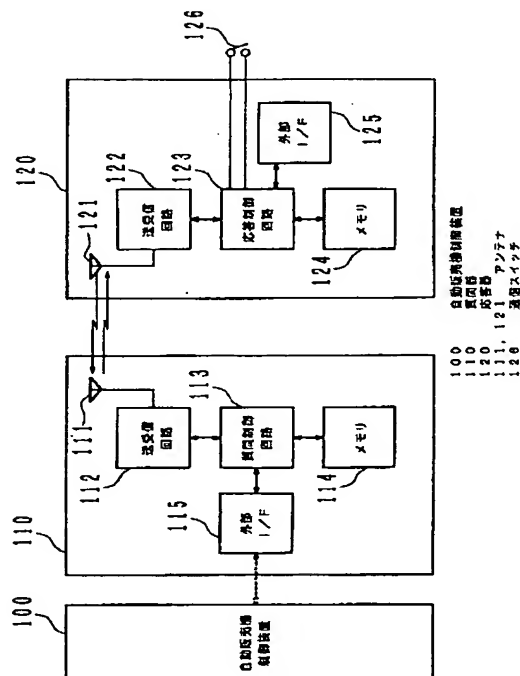 100
自動販売機
制御装置
110
111
112
送受信
回路
113
質問制御
回路
114
メモリ
115
外部
I/F
120
121
122
送受信
回路
123
応答制御
回路
124
メモリ
125
外部
I/F
126
100 自動販売機制御装置
110 質問器
120 応答器
111, 121 アンテナ
126 通信スイッチ